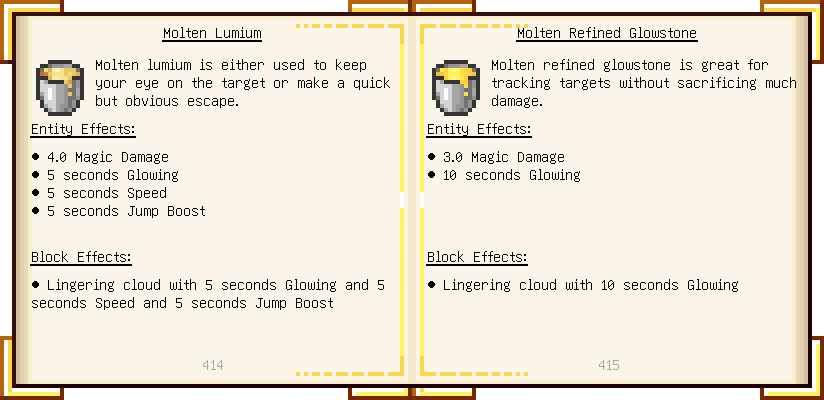 Molten Lumium
Molten lumium is either used to keep
your eye on the target or make a quick
but obvious escape.
Entity Effects:
• 4.0 Magic Damage
• 5 seconds Glowing
• 5 seconds Speed
• 5 seconds Jump Boost
Block Effects:
• Lingering cloud with 5 seconds Glowing and 5
seconds Speed and 5 seconds Jump Boost
414
Molten Refined Glowstone
Molten refined glowstone is great for
tracking targets without sacrificing much
damage.
Entity Effects:
• 3.0 Magic Damage
• 10 seconds Glowing
Block Effects:
• Lingering cloud with 10 seconds Glowing
415